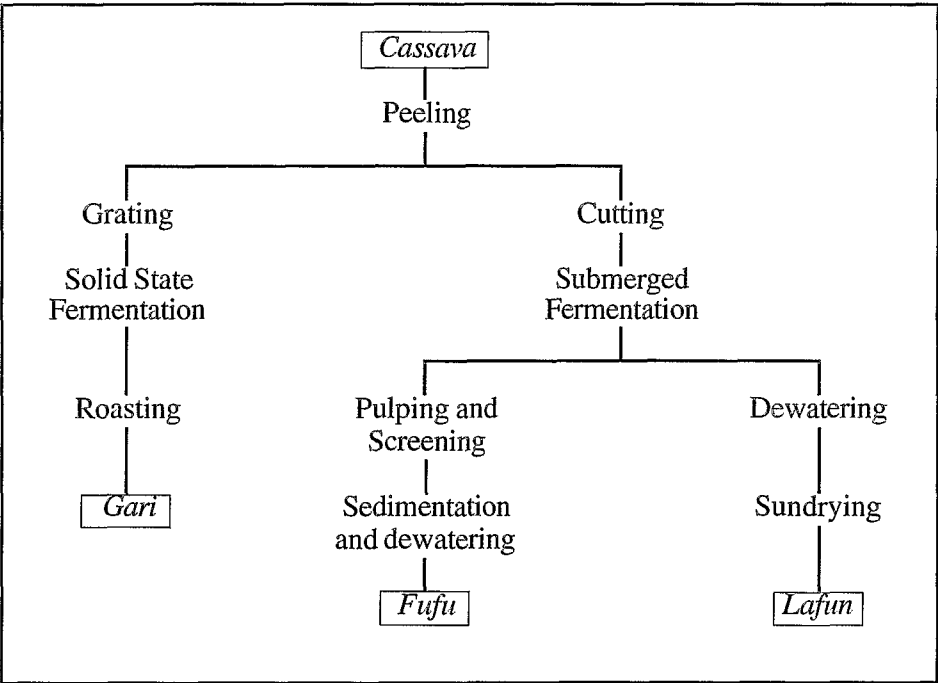 Cassava
Peeling
Grating
Cutting
Solid State
Fermentation
Submerged
Fermentation
Roasting
Pulping and
Screening
Dewatering
Gari
Sedimentation
and dewatering
Sundrying
Fufu
Lafun